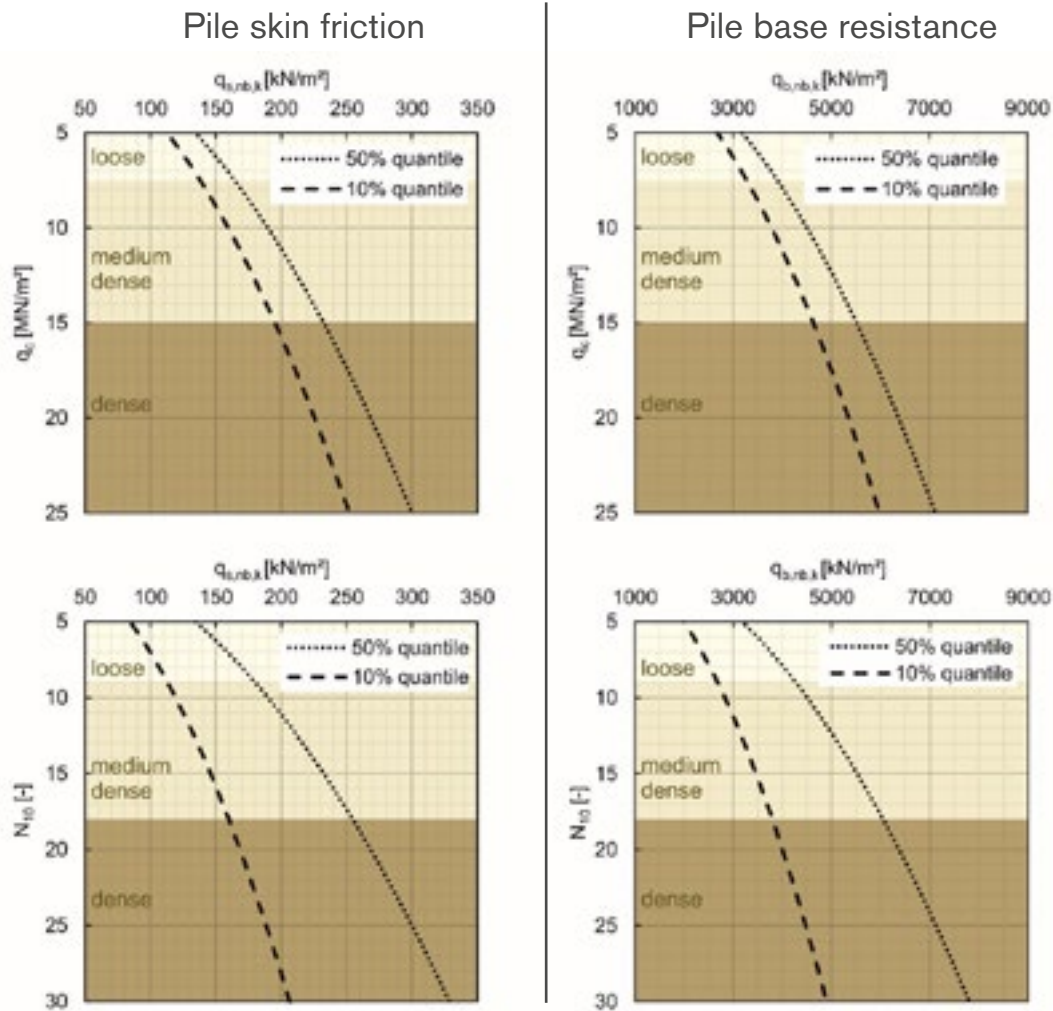 Pile skin friction
Pile base resistance
q_s,nb,k [kN/m²]
50 100 150 200 250 300 350
5
10
15
20
25
q_c [MN/m²]
loose
medium
dense
dense
50% quantile
10% quantile
q_b,nb,k [kN/m²]
1000 3000 5000 7000 9000
5
10
15
20
25
q_c [MN/m²]
loose
medium
dense
dense
50% quantile
10% quantile
q_s,nb,k [kN/m²]
50 100 150 200 250 300 350
5
10
15
20
25
30
N_10 [-]
loose
medium
dense
dense
50% quantile
10% quantile
q_b,nb,k [kN/m²]
1000 3000 5000 7000 9000
5
10
15
20
25
30
N_10 [-]
loose
medium
dense
dense
50% quantile
10% quantile